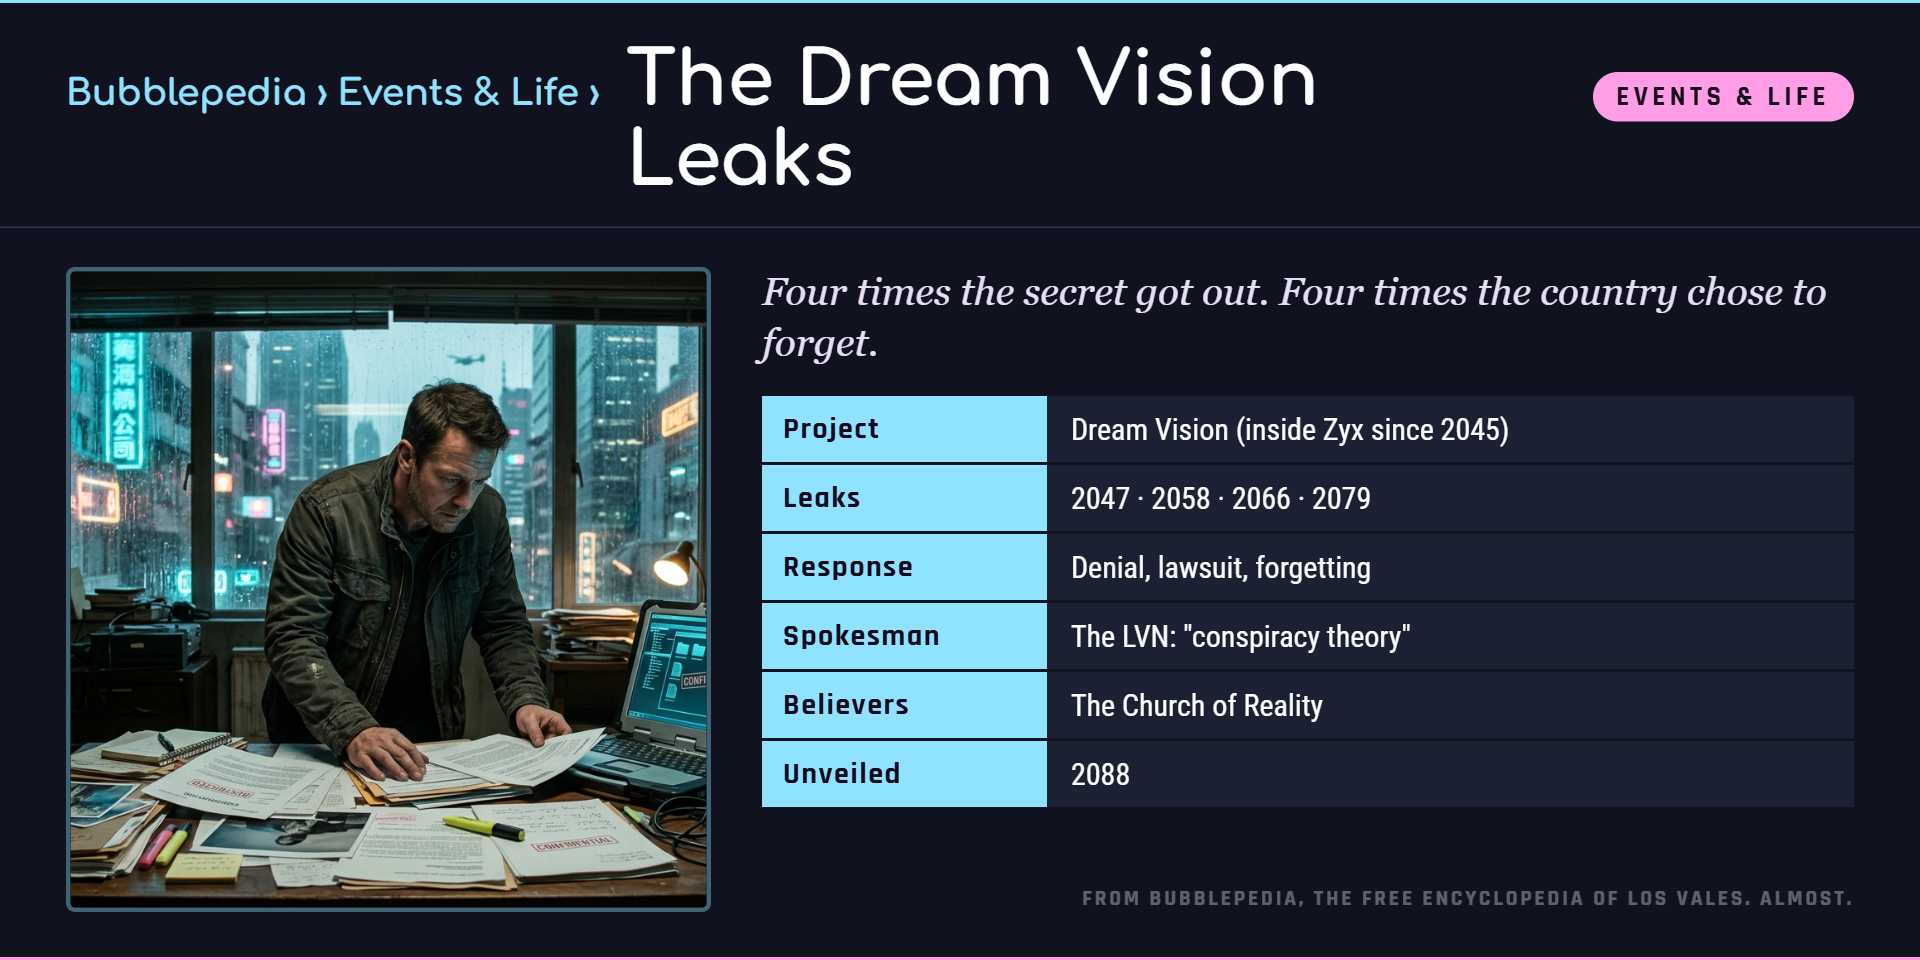 Bubblepedia › Events & Life ›
The Dream Vision
Leaks
EVENTS & LIFE
Four times the secret got out. Four times the country chose to
forget.
Project Dream Vision (inside Zyx since 2045)
Leaks 2047 · 2058 · 2066 · 2079
Response Denial, lawsuit, forgetting
Spokesman The LVN: "conspiracy theory"
Believers The Church of Reality
Unveiled 2088
RESTRICTED
CONFIDENTIAL
FROM BUBBLEPEDIA, THE FREE ENCYCLOPEDIA OF LOS VALES. ALMOST.